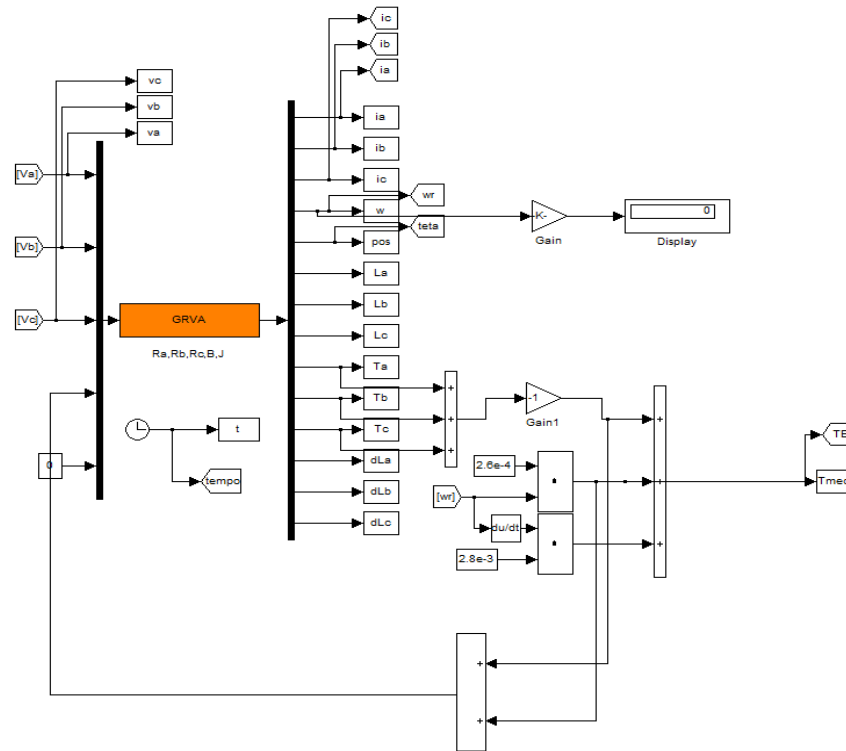 ic
ib
ia
vc
vb
va
ia
ib
ic
[Va]
wr
w
-K-
0
teta
Gain
Display
pos
[Vb]
La
Lb
[Vc]
GRVA
Lc
Ra,Rb,Rc,B,J
Ta
+
-1
Tb
+
Gain1
+
t
Tc
+
TE
dLa
2.6e-4
0
tempo
+
Tmec
dLb
[wr]
dLc
du/dt
+
2.8e-3
+
+